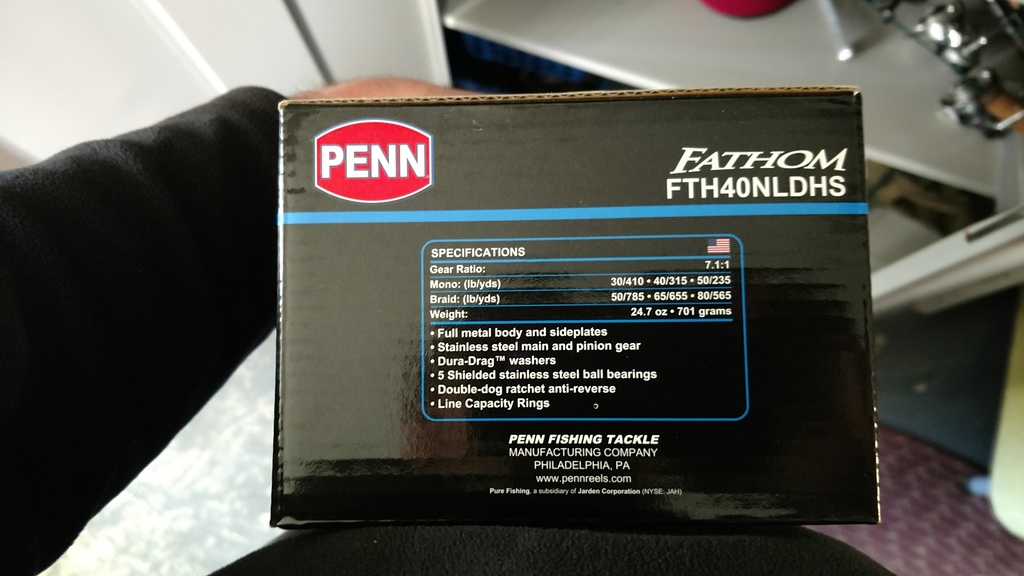 PENN
FATHOM
FTH40NLDHS
SPECIFICATIONS
Gear Ratio: 7.1:1
Mono: (lb/yds) 30/410 • 40/315 • 50/235
Braid: (lb/yds) 50/785 • 65/655 • 80/565
Weight: 24.7 oz • 701 grams
• Full metal body and sideplates
• Stainless steel main and pinion gear
• Dura-Drag™ washers
• 5 Shielded stainless steel ball bearings
• Double-dog ratchet anti-reverse
• Line Capacity Rings
PENN FISHING TACKLE
MANUFACTURING COMPANY
PHILADELPHIA, PA
www.pennreels.com
Pure Fishing, a subsidiary of Jarden Corporation (NYSE: JAH)